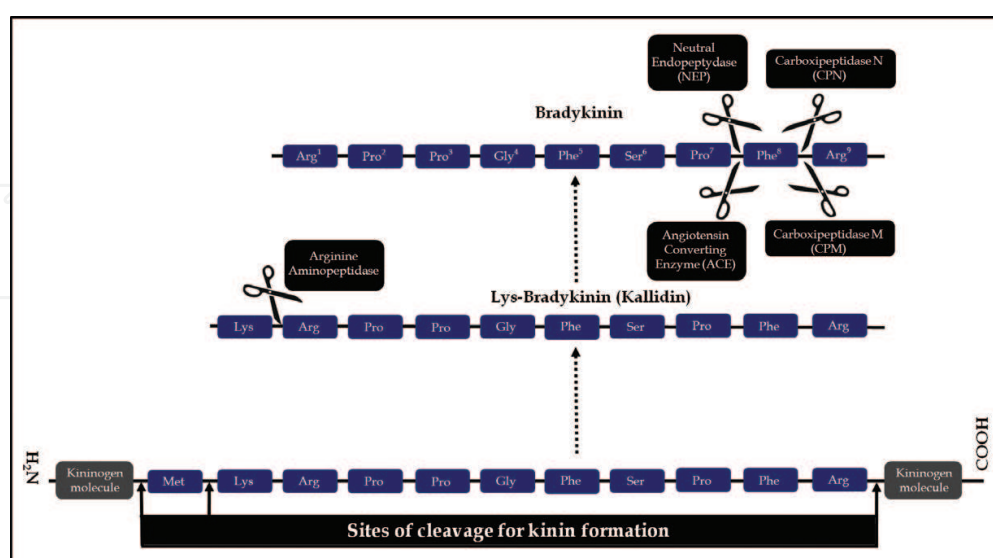 Neutral
Endopeptydase
(NEP)
Carboxipeptidase N
(CPN)
Bradykinin
Arg¹ Pro² Pro³ Gly⁴ Phe⁵ Ser⁶ Pro⁷ Phe⁸ Arg⁹
Arginine
Aminopeptidase
Angiotensin
Converting
Enzyme (ACE)
Carboxipeptidase M
(CPM)
Lys-Bradykinin (Kallidin)
Lys Arg Pro Pro Gly Phe Ser Pro Phe Arg
H₂N
COOH
Kininogen
molecule
Met Lys Arg Pro Pro Gly Phe Ser Pro Phe Arg
Kininogen
molecule
Sites of cleavage for kinin formation